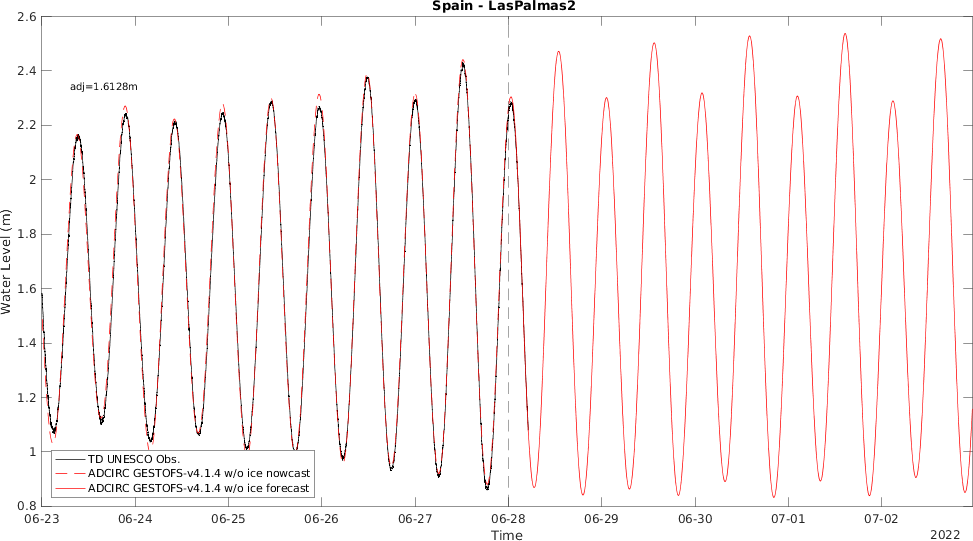 Spain - LasPalmas2
2.6
2.4
adj=1.6128m
2.2
2
1.8
Water Level (m)
1.6
1.4
1.2
1
TD UNESCO Obs.
ADCIRC GESTOFS-v4.1.4 w/o ice nowcast
ADCIRC GESTOFS-v4.1.4 w/o ice forecast
0.8
06-23 06-24 06-25 06-26 06-27 06-28 06-29 06-30 07-01 07-02
Time
2022